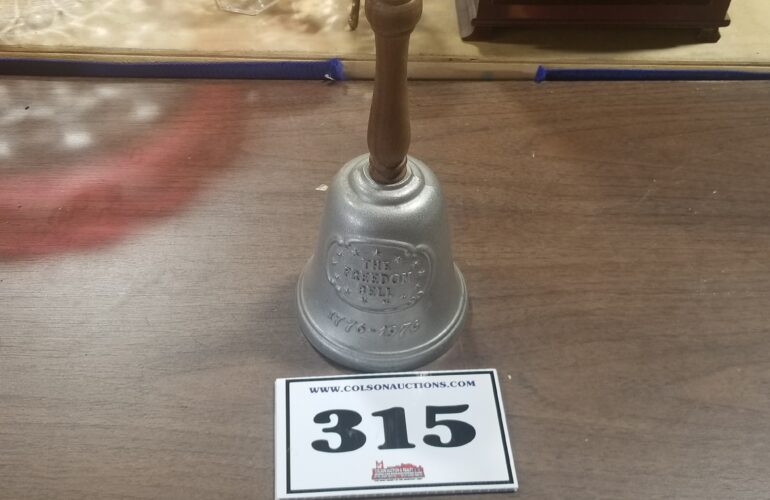 THE
FREEDOM
BELL
1776-1976
WWW.COLSONAUCTIONS.COM
315